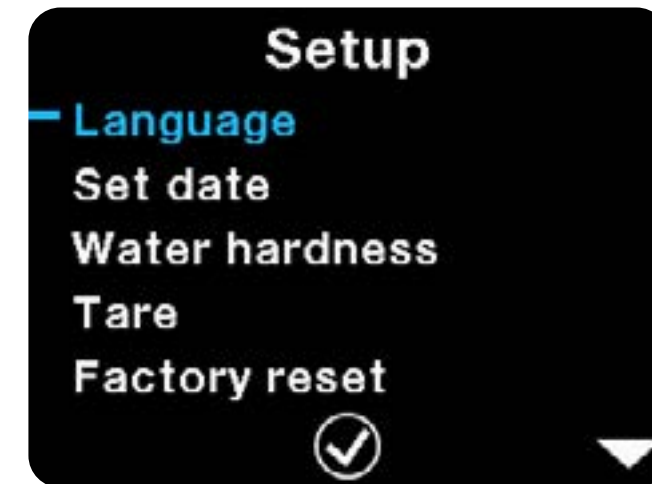 Setup
Language
Set date
Water hardness
Tare
Factory reset